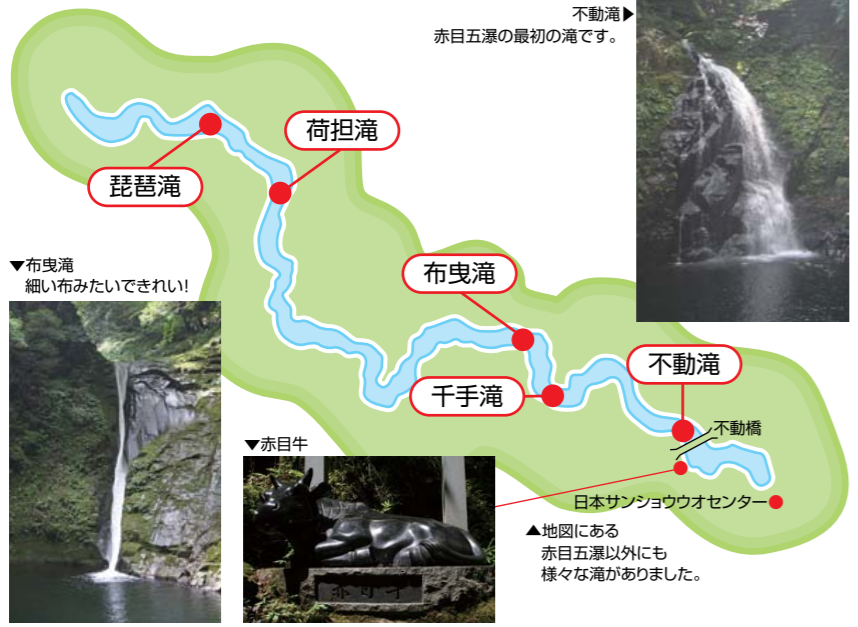 不動滝▶
赤目五瀑の最初の滝です。
荷担滝
琵琶滝
▼布曳滝
細い布みたいできれい!
布曳滝
不動滝
千手滝
不動橋
▼赤目牛
日本サンショウウオセンター
▲地図にある
赤目五瀑以外にも
様々な滝がありました。
赤目牛